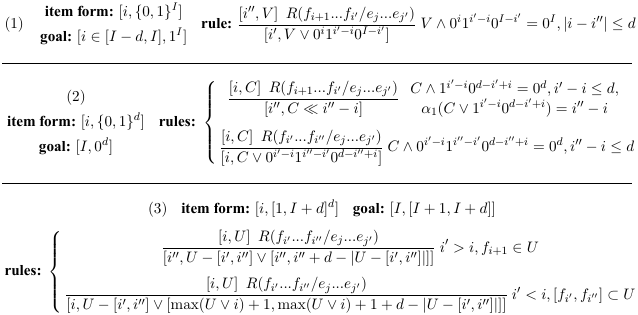 (1) item form: [i, {0, 1}^I]
goal: [i ∈ [I − d, I], 1^I]
rule: [i'', V] R(f_{i+1}...f_{i'}/e_j...e_{j'})
[i', V ∨ 0^i1^{i'−i}0^{I−i'}]
V ∧ 0^i1^{i'−i}0^{I−i'} = 0^I, |i − i''| ≤ d
(2)
item form: [i, {0, 1}^d]
goal: [I, 0^d]
rules:
[i, C] R(f_{i+1}...f_{i'}/e_j...e_{j'})
[i'', C ≪ i'' − i]
C ∧ 1^{i'−i}0^{d−i'+i} = 0^d, i' − i ≤ d,
α_1(C ∨ 1^{i'−i}0^{d−i'+i}) = i'' − i
[i, C] R(f_{i'}...f_{i''}/e_j...e_{j'})
[i, C ∨ 0^{i'−i}1^{i''−i'}0^{d−i''+i}]
C ∧ 0^{i'−i}1^{i''−i'}0^{d−i''+i} = 0^d, i'' − i ≤ d
(3) item form: [i, [1, I + d]^d] goal: [I, [I + 1, I + d]]
rules:
[i, U] R(f_{i'}...f_{i''}/e_j...e_{j'})
[i'', U − [i', i''] ∨ [i'', i'' + d − |U − [i', i'']|]]
i' > i, f_{i+1} ∈ U
[i, U] R(f_{i'}...f_{i''}/e_j...e_{j'})
[i, U − [i', i''] ∨ [max(U ∨ i) + 1, max(U ∨ i) + 1 + d − |U − [i', i'']|]]
i' < i, [f_{i'}, f_{i''}] ⊂ U